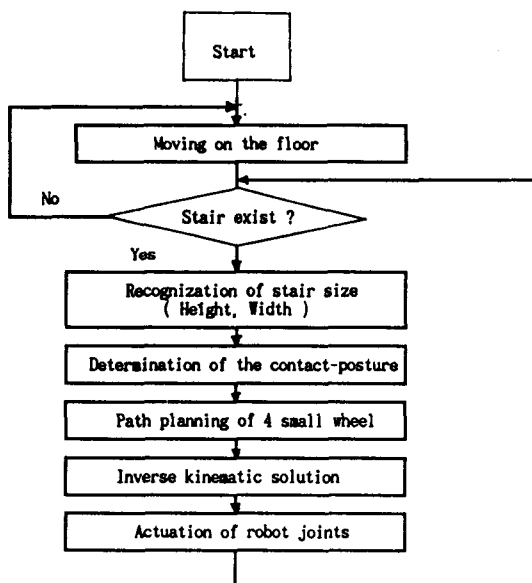 Start
Moving on the floor
No
Stair exist ?
Yes
Recognization of stair size
( Height, Width )
Determination of the contact-posture
Path planning of 4 small wheel
Inverse kinematic solution
Actuation of robot joints